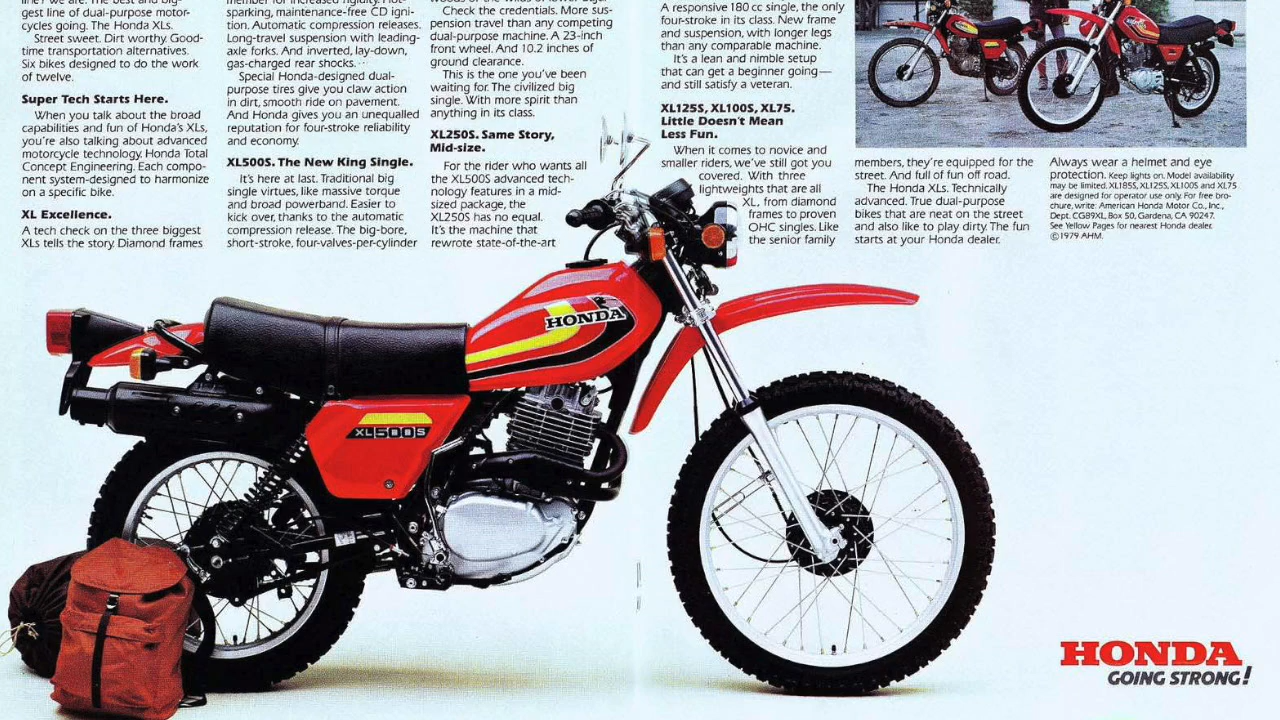 line? We are. The best and big-
gest line of dual-purpose motor-
cycles going. The Honda XLs.
Street sweet. Dirt worthy. Good-
time transportation alternatives.
Six bikes designed to do the work
of twelve.
Super Tech Starts Here.
When you talk about the broad
capabilities and fun of Honda's XLs,
you're also talking about advanced
motorcycle technology. Honda Total
Concept Engineering. Each compo-
nent system-designed to harmonize
on a specific bike.
XL Excellence.
A tech check on the three biggest
XLs tells the story. Diamond frames
member for increased rigidity. Hot-
sparking, maintenance-free CD igni-
tion. Automatic compression releases.
Long-travel suspension with leading-
axle forks. And inverted, lay-down,
gas-charged rear shocks.
Special Honda-designed dual-
purpose tires give you claw action
in dirt, smooth ride on pavement.
And Honda gives you an unequalled
reputation for four-stroke reliability
and economy.
XL500S. The New King Single.
It's here at last. Traditional big
single virtues, like massive torque
and broad powerband. Easier to
kick over, thanks to the automatic
compression release. The big-bore,
short-stroke, four-valves-per-cylinder
Check the credentials. More sus-
pension travel than any competing
dual-purpose machine. A 23-inch
front wheel. And 10.2 inches of
ground clearance.
This is the one you've been
waiting for. The civilized big
single. With more spirit than
anything in its class.
XL250S. Same Story,
Mid-size.
For the rider who wants all
the XL500S advanced tech-
nology features in a mid-
sized package, the
XL250S has no equal.
It's the machine that
rewrote state-of-the-art
A responsive 180 cc single, the only
four-stroke in its class. New frame
and suspension, with longer legs
than any comparable machine.
It's a lean and nimble setup
that can get a beginner going—
and still satisfy a veteran.
XL125S, XL100S, XL75.
Little Doesn't Mean
Less Fun.
When it comes to novice and
smaller riders, we've still got you
covered. With three
lightweights that are all
XL, from diamond
frames to proven
OHC singles. Like
the senior family
members, they're equipped for the
street. And full of fun off road.
The Honda XLs. Technically
advanced. True dual-purpose
bikes that are neat on the street
and also like to play dirty. The fun
starts at your Honda dealer.
Always wear a helmet and eye
protection. Keep lights on. Model availability
may be limited. XL185S, XL125S, XL100S and XL75
are designed for operator use only. For free bro-
chure, write: American Honda Motor Co., Inc.,
Dept. CG89XL, Box 50, Gardena, CA 90247.
See Yellow Pages for nearest Honda dealer.
©1979 AHM.
HONDA
XL500S
HONDA
GOING STRONG!